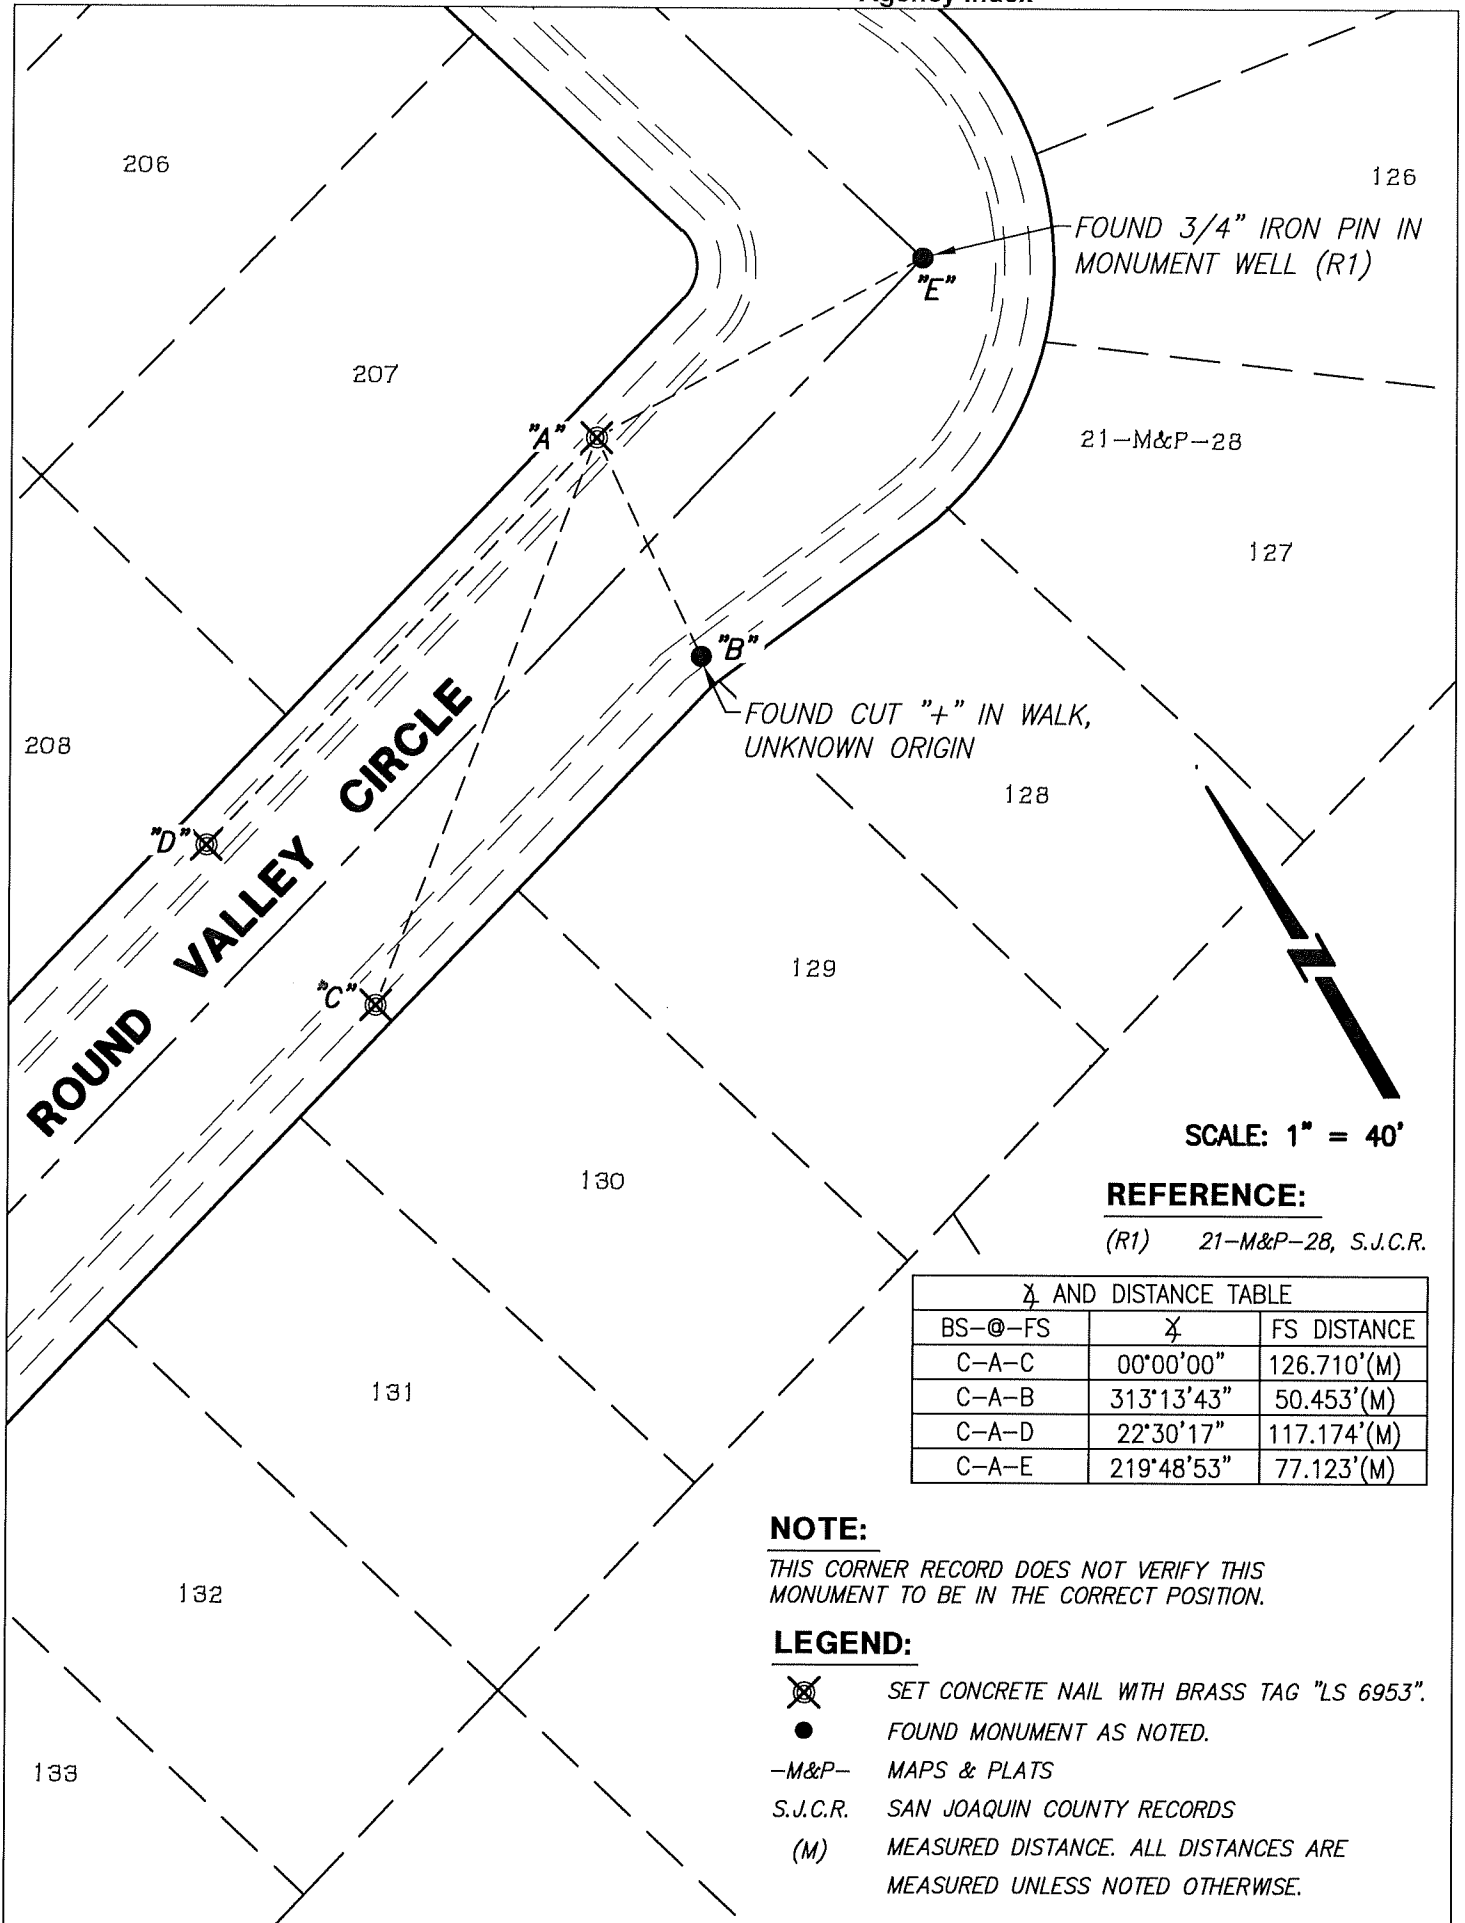 Agency Index
206
126
FOUND 3/4" IRON PIN IN
MONUMENT WELL (R1)
"E"
207
"A"
21-M&P-28
127
"B"
FOUND CUT "+" IN WALK,
UNKNOWN ORIGIN
208
128
"D"
ROUND VALLEY CIRCLE
129
"C"
SCALE: 1" = 40'
130
REFERENCE:
(R1) 21-M&P-28, S.J.C.R.
∡ AND DISTANCE TABLE
BS-@-FS ∡ FS DISTANCE
C-A-C 00°00'00" 126.710'(M)
C-A-B 313°13'43" 50.453'(M)
C-A-D 22°30'17" 117.174'(M)
C-A-E 219°48'53" 77.123'(M)
131
NOTE:
THIS CORNER RECORD DOES NOT VERIFY THIS
MONUMENT TO BE IN THE CORRECT POSITION.
132
LEGEND:
SET CONCRETE NAIL WITH BRASS TAG "LS 6953".
FOUND MONUMENT AS NOTED.
-M&P- MAPS & PLATS
133
S.J.C.R. SAN JOAQUIN COUNTY RECORDS
(M) MEASURED DISTANCE. ALL DISTANCES ARE
MEASURED UNLESS NOTED OTHERWISE.